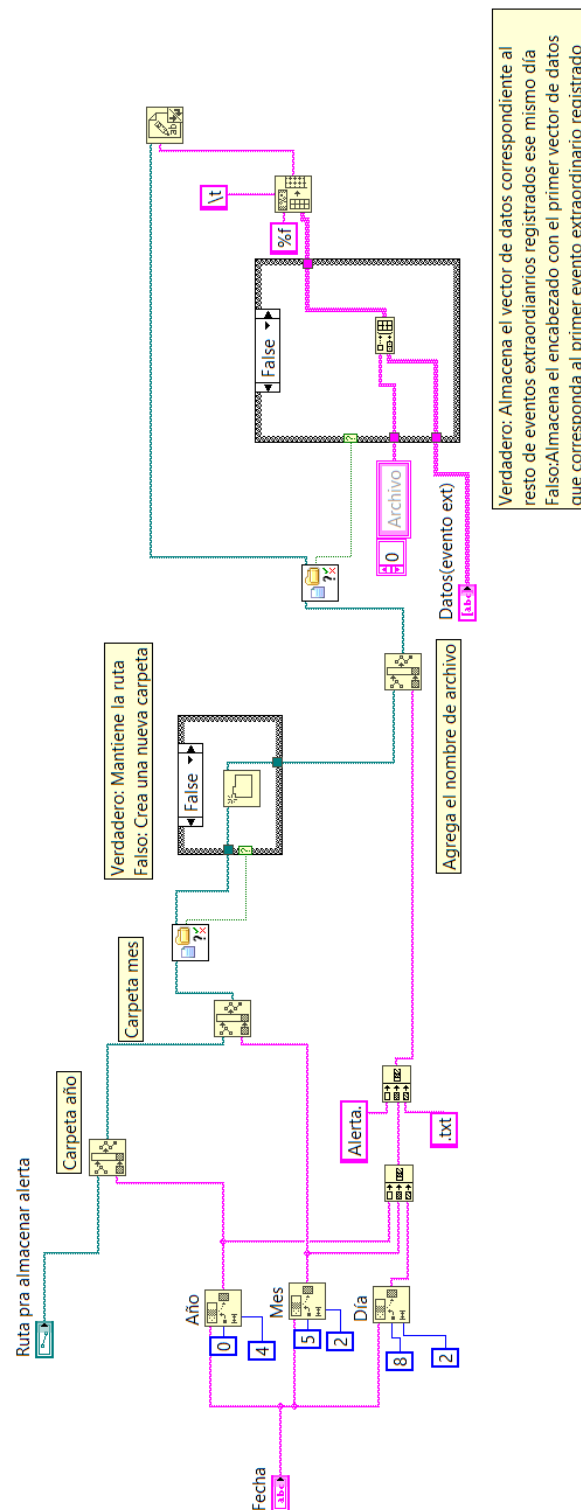 Ruta pra almacenar alerta
Carpeta año
Carpeta mes
Verdadero: Mantiene la ruta
Falso: Crea una nueva carpeta
False
?
?×
Fecha
abc
Año
0
4
Mes
5
2
Día
8
2
Alerta.
.txt
Agrega el nombre de archivo
?×
Datos(evento ext)
[abc]
0
Archivo
False
?
%f
\t
Verdadero: Almacena el vector de datos correspondiente al
resto de eventos extraordianrios registrados ese mismo día
Falso:Almacena el encabezado con el primer vector de datos
que corresponda al primer evento extraordinario registrado